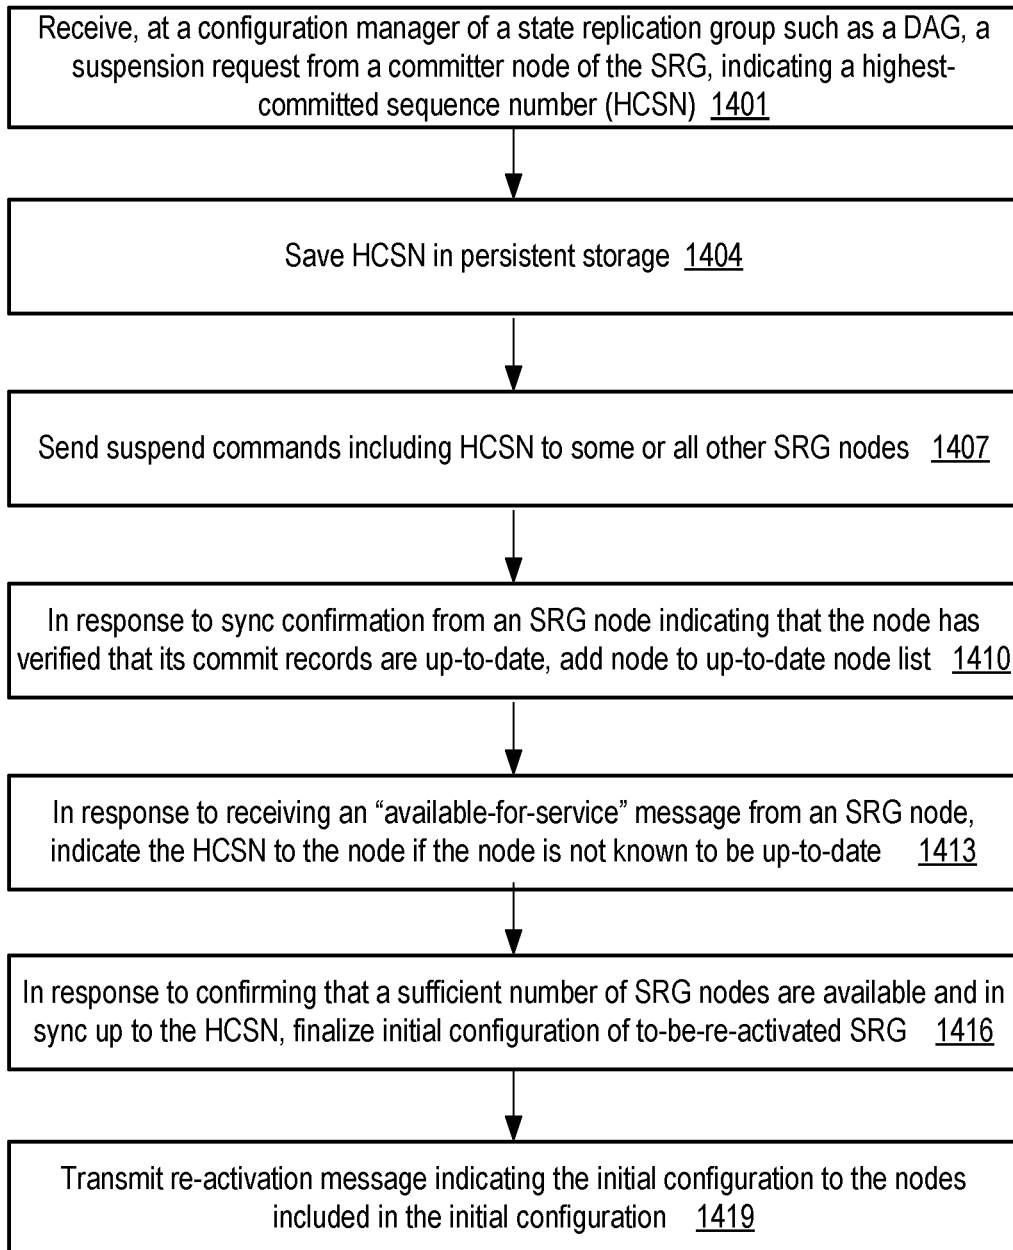 Receive, at a configuration manager of a state replication group such as a DAG, a
suspension request from a committer node of the SRG, indicating a highest-
committed sequence number (HCSN) 1401
Save HCSN in persistent storage 1404
Send suspend commands including HCSN to some or all other SRG nodes 1407
In response to sync confirmation from an SRG node indicating that the node has
verified that its commit records are up-to-date, add node to up-to-date node list 1410
In response to receiving an “available-for-service” message from an SRG node,
indicate the HCSN to the node if the node is not known to be up-to-date 1413
In response to confirming that a sufficient number of SRG nodes are available and in
sync up to the HCSN, finalize initial configuration of to-be-re-activated SRG 1416
Transmit re-activation message indicating the initial configuration to the nodes
included in the initial configuration 1419